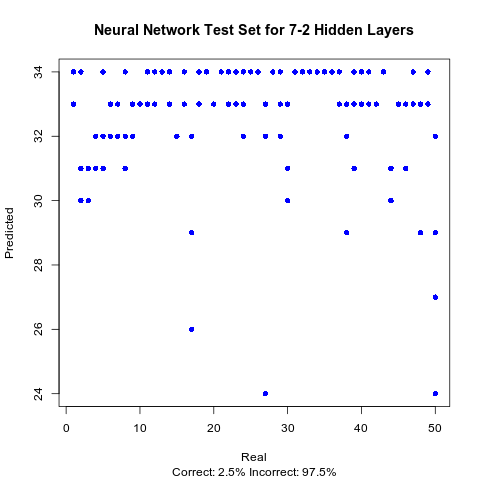 Neural Network Test Set for 7-2 Hidden Layers
34
32
30
28
26
24
Predicted
0 10 20 30 40 50
Real
Correct: 2.5% Incorrect: 97.5%